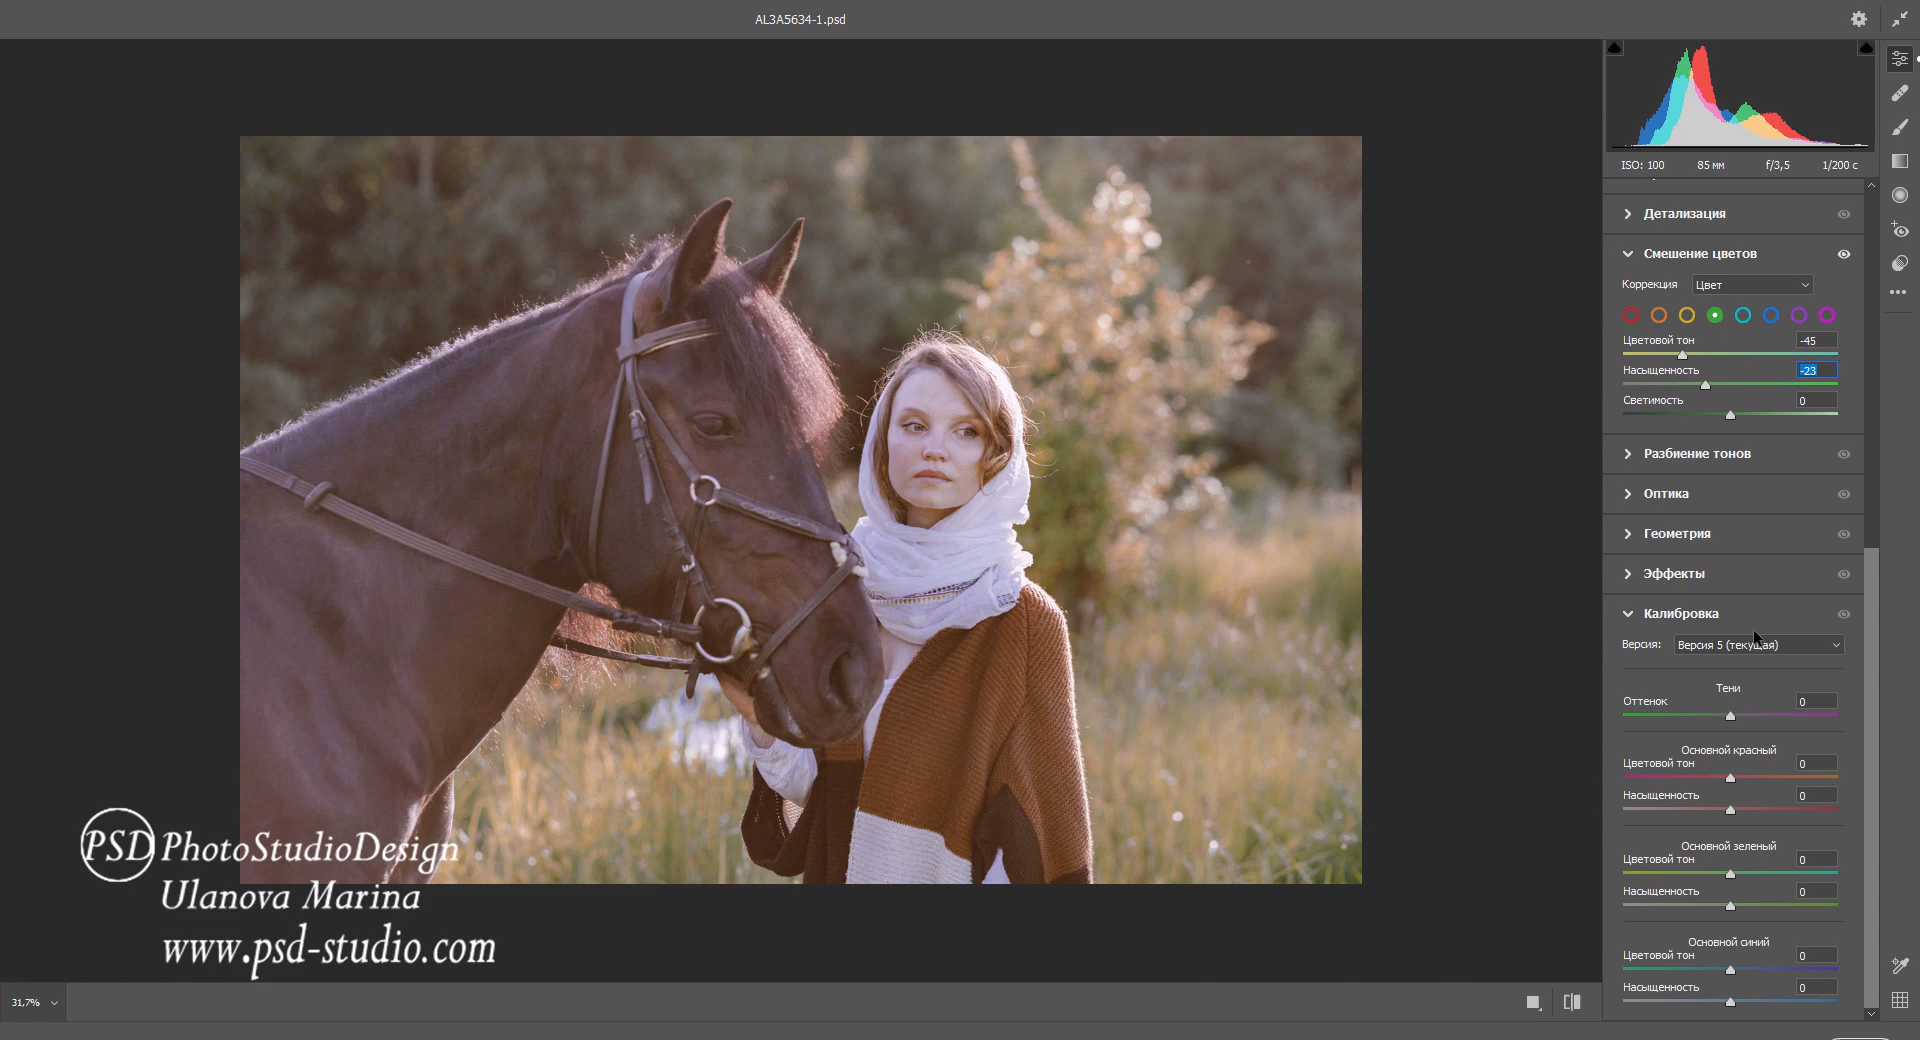 AL3A5634-1.psd
ISO: 100 85 мм f/3,5 1/200 с
Детализация
Смешение цветов
Коррекция Цвет
Цветовой тон -45
Насыщенность -23
Светимость 0
Разбиение тонов
Оптика
Геометрия
Эффекты
Калибровка
Версия: Версия 5 (текущая)
Тени
Оттенок 0
Основной красный
Цветовой тон 0
Насыщенность 0
Основной зеленый
Цветовой тон 0
Насыщенность 0
Основной синий
Цветовой тон 0
Насыщенность 0
PSD PhotoStudioDesign
Ulanova Marina
www.psd-studio.com
31,7%